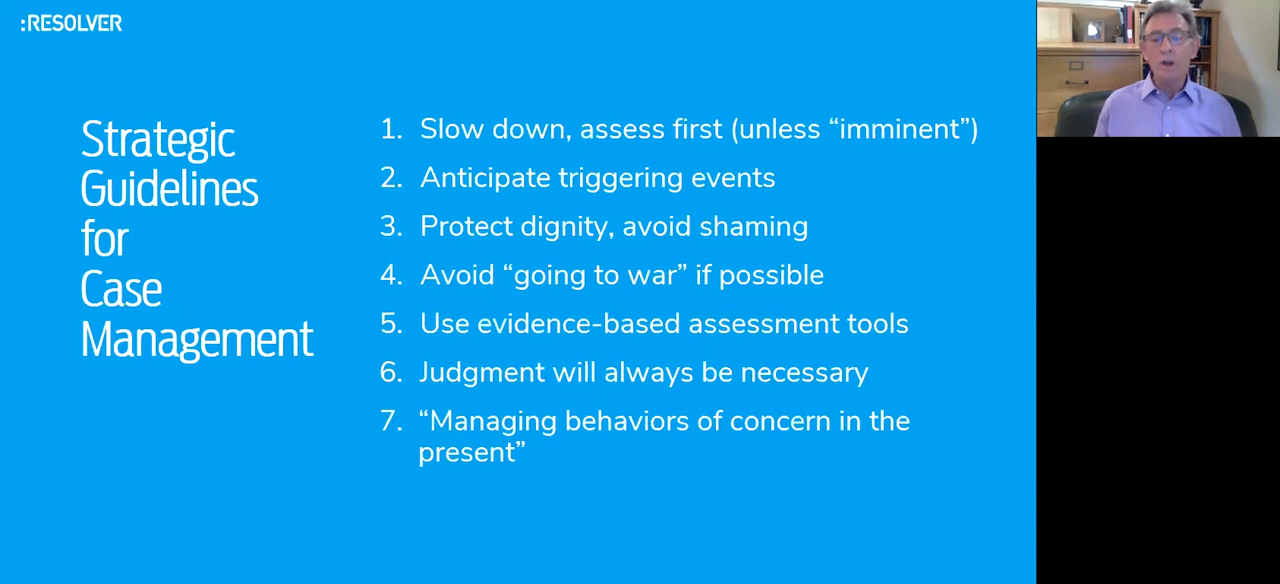 :RESOLVER
Strategic
Guidelines
for
Case
Management
1. Slow down, assess first (unless “imminent”)
2. Anticipate triggering events
3. Protect dignity, avoid shaming
4. Avoid “going to war” if possible
5. Use evidence-based assessment tools
6. Judgment will always be necessary
7. “Managing behaviors of concern in the
present”